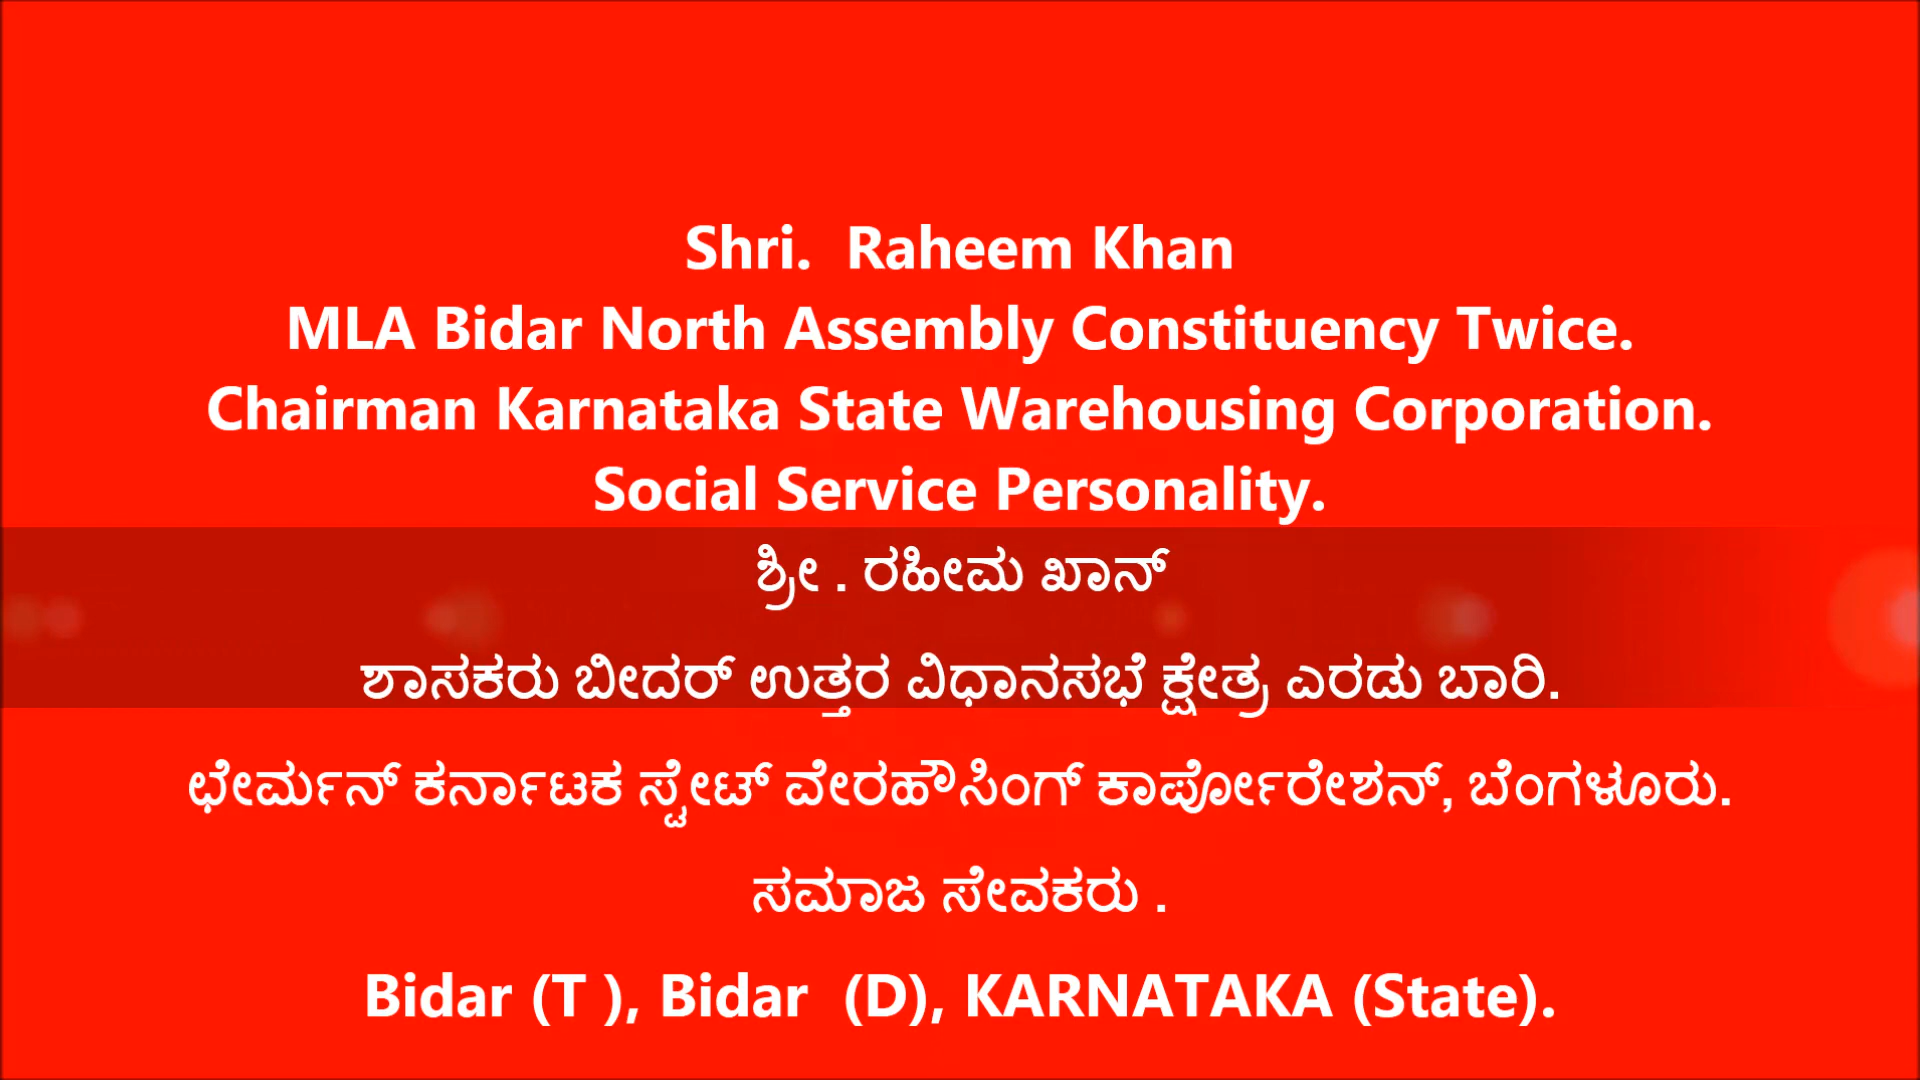 Shri.  Raheem Khan
MLA Bidar North Assembly Constituency Twice.
Chairman Karnataka State Warehousing Corporation.
Social Service Personality.
ಶ್ರೀ . ರಹೀಮ ಖಾನ್
ಶಾಸಕರು ಬೀದರ್ ಉತ್ತರ ವಿಧಾನಸಭೆ ಕ್ಷೇತ್ರ ಎರಡು ಬಾರಿ.
ಛೇರ್ಮನ್ ಕರ್ನಾಟಕ ಸ್ಟೇಟ್ ವೇರಹೌಸಿಂಗ್ ಕಾರ್ಪೋರೇಶನ್, ಬೆಂಗಳೂರು.
ಸಮಾಜ ಸೇವಕರು .
Bidar (T ), Bidar  (D), KARNATAKA (State).